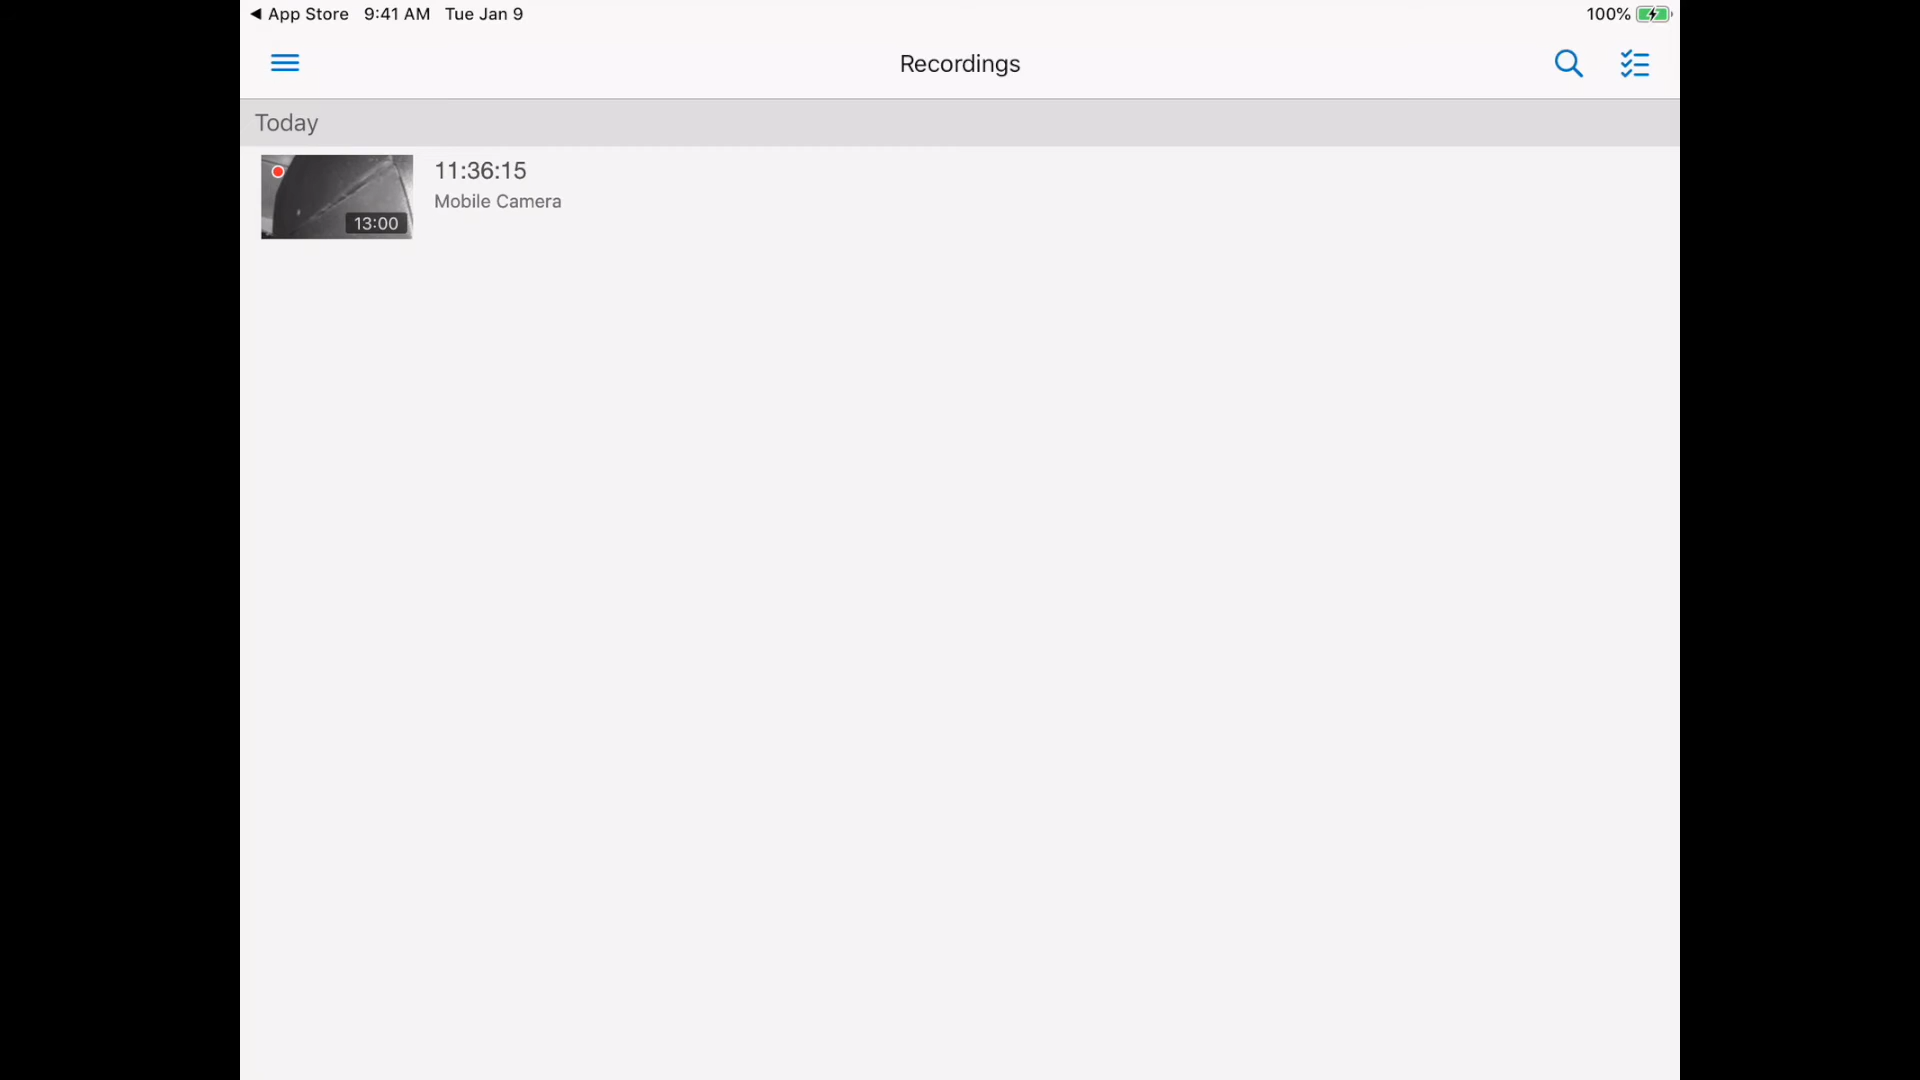 ◀ App Store 9:41 AM Tue Jan 9 100%
Recordings
Today
11:36:15
Mobile Camera
13:00